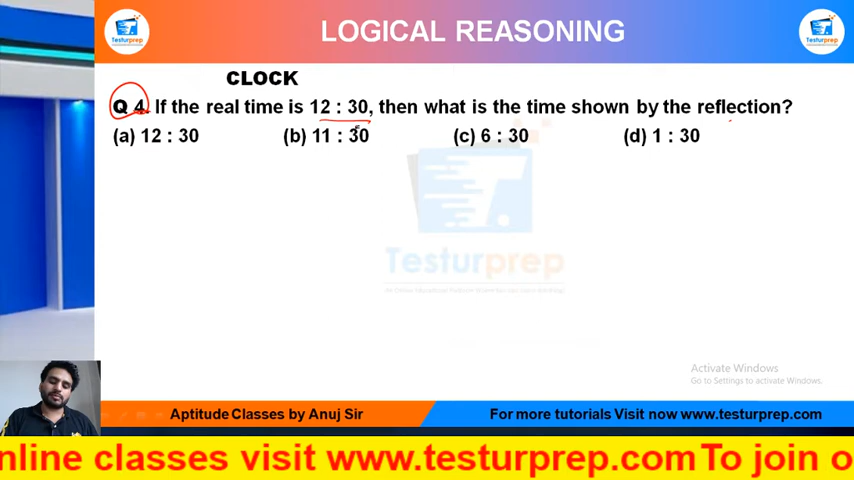 LOGICAL REASONING
Testurprep
Testurprep
CLOCK
Q 4. If the real time is 12 : 30, then what is the time shown by the reflection?
(a) 12 : 30 (b) 11 : 30 (c) 6 : 30 (d) 1 : 30
Testurprep
Activate Windows
Go to Settings to activate Windows.
Aptitude Classes by Anuj Sir For more tutorials Visit now www.testurprep.com
nline classes visit www.testurprep.com To join o